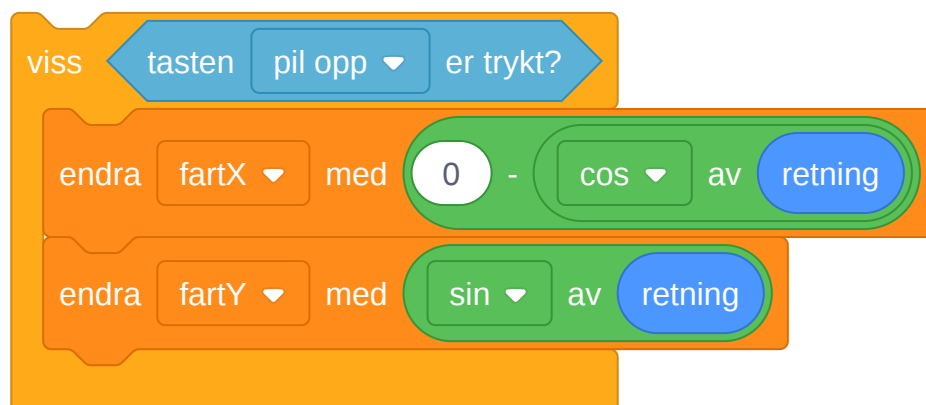 viss tasten pil opp er trykt?
endra fartX med 0 - cos av retning
endra fartY med sin av retning